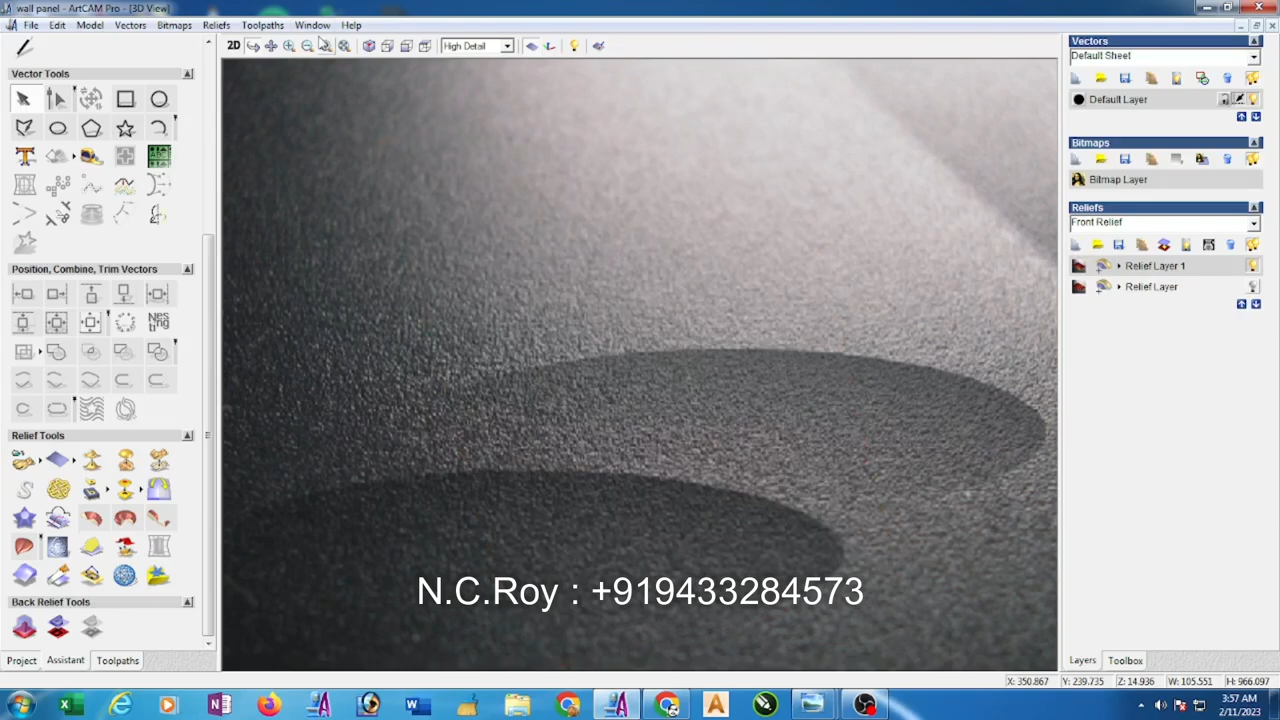 wall panel - ArtCAM Pro - [3D View]
File Edit Model Vectors Bitmaps Reliefs Toolpaths Window Help
2D High Detail
Vector Tools
Position, Combine, Trim Vectors
Relief Tools
Back Relief Tools
Project Assistant Toolpaths
Vectors
Default Sheet
Default Layer
Bitmaps
Bitmap Layer
Reliefs
Front Relief
Relief Layer 1
Relief Layer
Layers Toolbox
N.C.Roy : +919433284573
X: 350.867 Y: 239.735 Z: 14.936 W: 105.551 H: 966.097
3:57 AM
2/11/2023